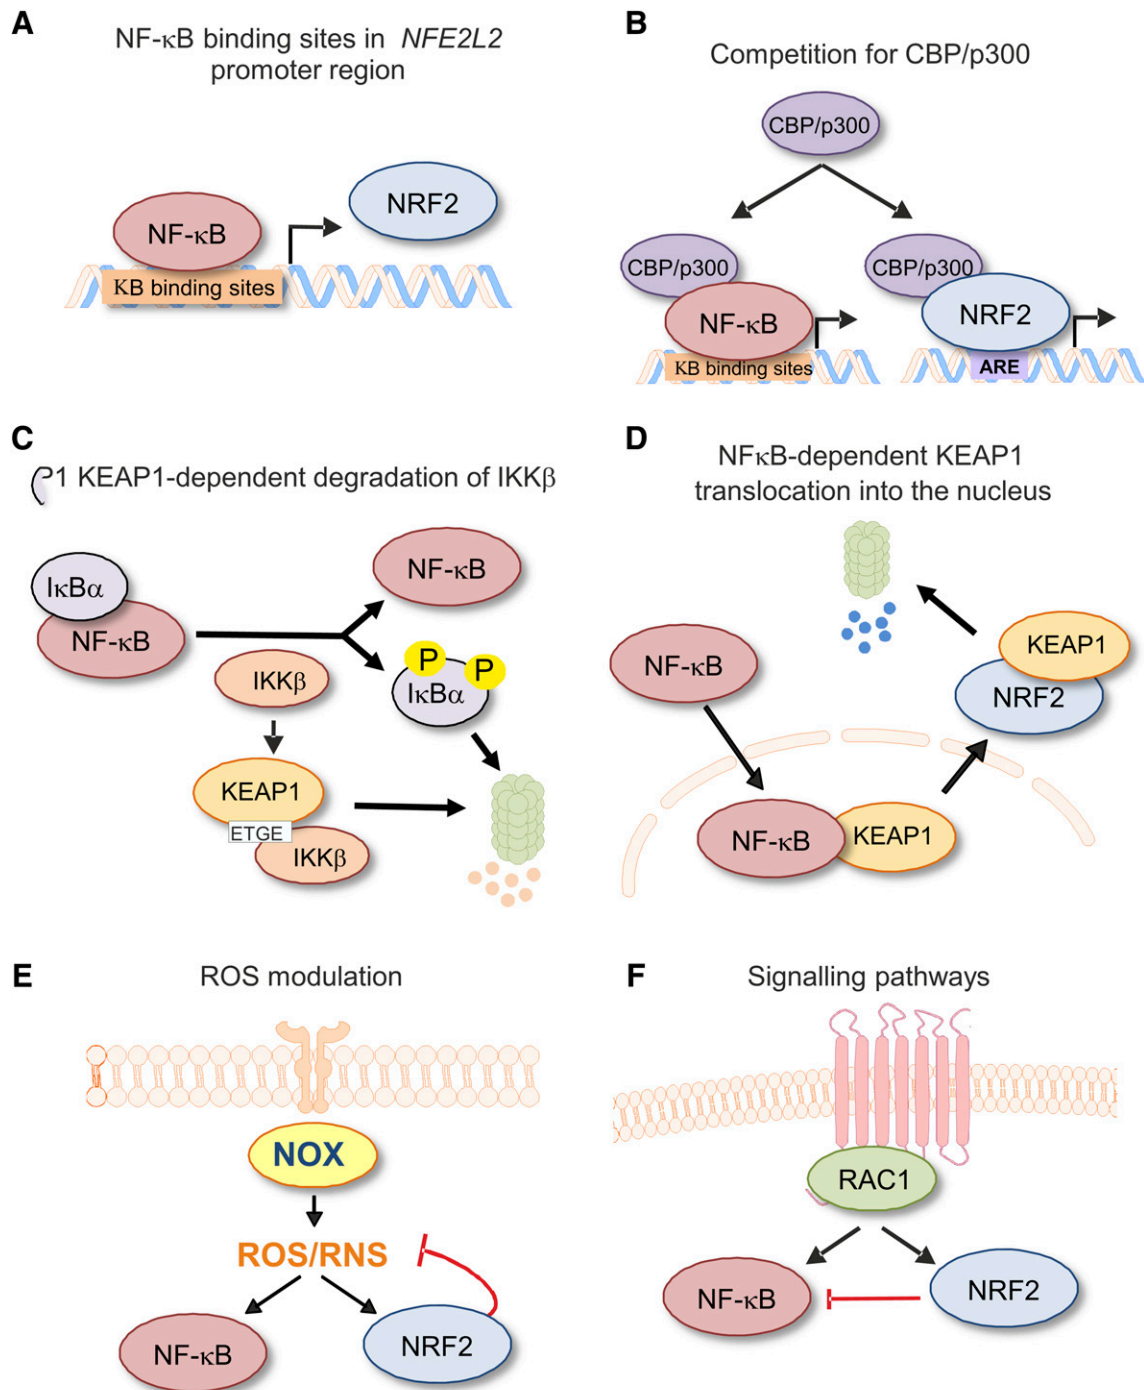 A
NF-κB binding sites in NFE2L2
promoter region
NF-κB
NRF2
KB binding sites
B
Competition for CBP/p300
CBP/p300
CBP/p300
CBP/p300
NF-κB
NRF2
KB binding sites
ARE
C
P1 KEAP1-dependent degradation of IKKβ
IκBα
NF-κB
NF-κB
IKKβ
P
P
IκBα
KEAP1
ETGE
IKKβ
D
NFκB-dependent KEAP1
translocation into the nucleus
NF-κB
KEAP1
NRF2
NF-κB
KEAP1
E
ROS modulation
NOX
ROS/RNS
NF-κB
NRF2
F
Signalling pathways
RAC1
NF-κB
NRF2